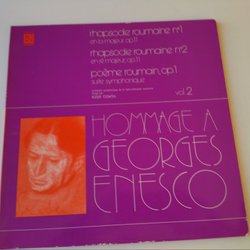 rhapsodie roumaine nº1
en la majeur, op.11
rhapsodie roumaine nº2
en ré majeur, op.11
poème roumain, op.1
suite symphonique
vol.2
HOMMAGE À
GEORGES
ENESCO